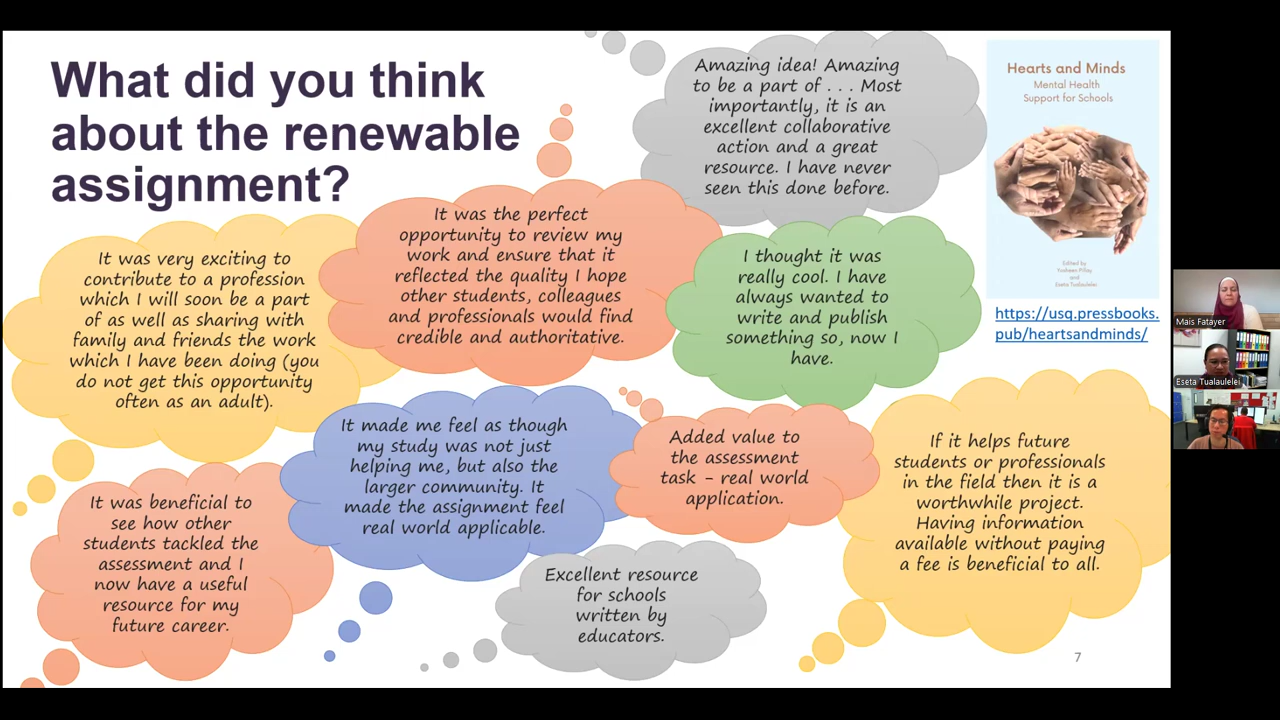 What did you think
about the renewable
assignment?
Amazing idea! Amazing
to be a part of . . . Most
importantly, it is an
excellent collaborative
action and a great
resource. I have never
seen this done before.
Hearts and Minds
Mental Health
Support for Schools
Edited by
Yosheen Pillay
and
Eseta Tualaulelei
https://usq.pressbooks.
pub/heartsandminds/
It was very exciting to
contribute to a profession
which I will soon be a part
of as well as sharing with
family and friends the work
which I have been doing (you
do not get this opportunity
often as an adult).
It was the perfect
opportunity to review my
work and ensure that it
reflected the quality I hope
other students, colleagues
and professionals would find
credible and authoritative.
I thought it was
really cool. I have
always wanted to
write and publish
something so, now I
have.
It was beneficial to
see how other
students tackled the
assessment and I
now have a useful
resource for my
future career.
It made me feel as though
my study was not just
helping me, but also the
larger community. It
made the assignment feel
real world applicable.
Added value to
the assessment
task - real world
application.
Excellent resource
for schools
written by
educators.
If it helps future
students or professionals
in the field then it is a
worthwhile project.
Having information
available without paying
a fee is beneficial to all.
7
Mais Fatayer
Eseta Tualaulelei